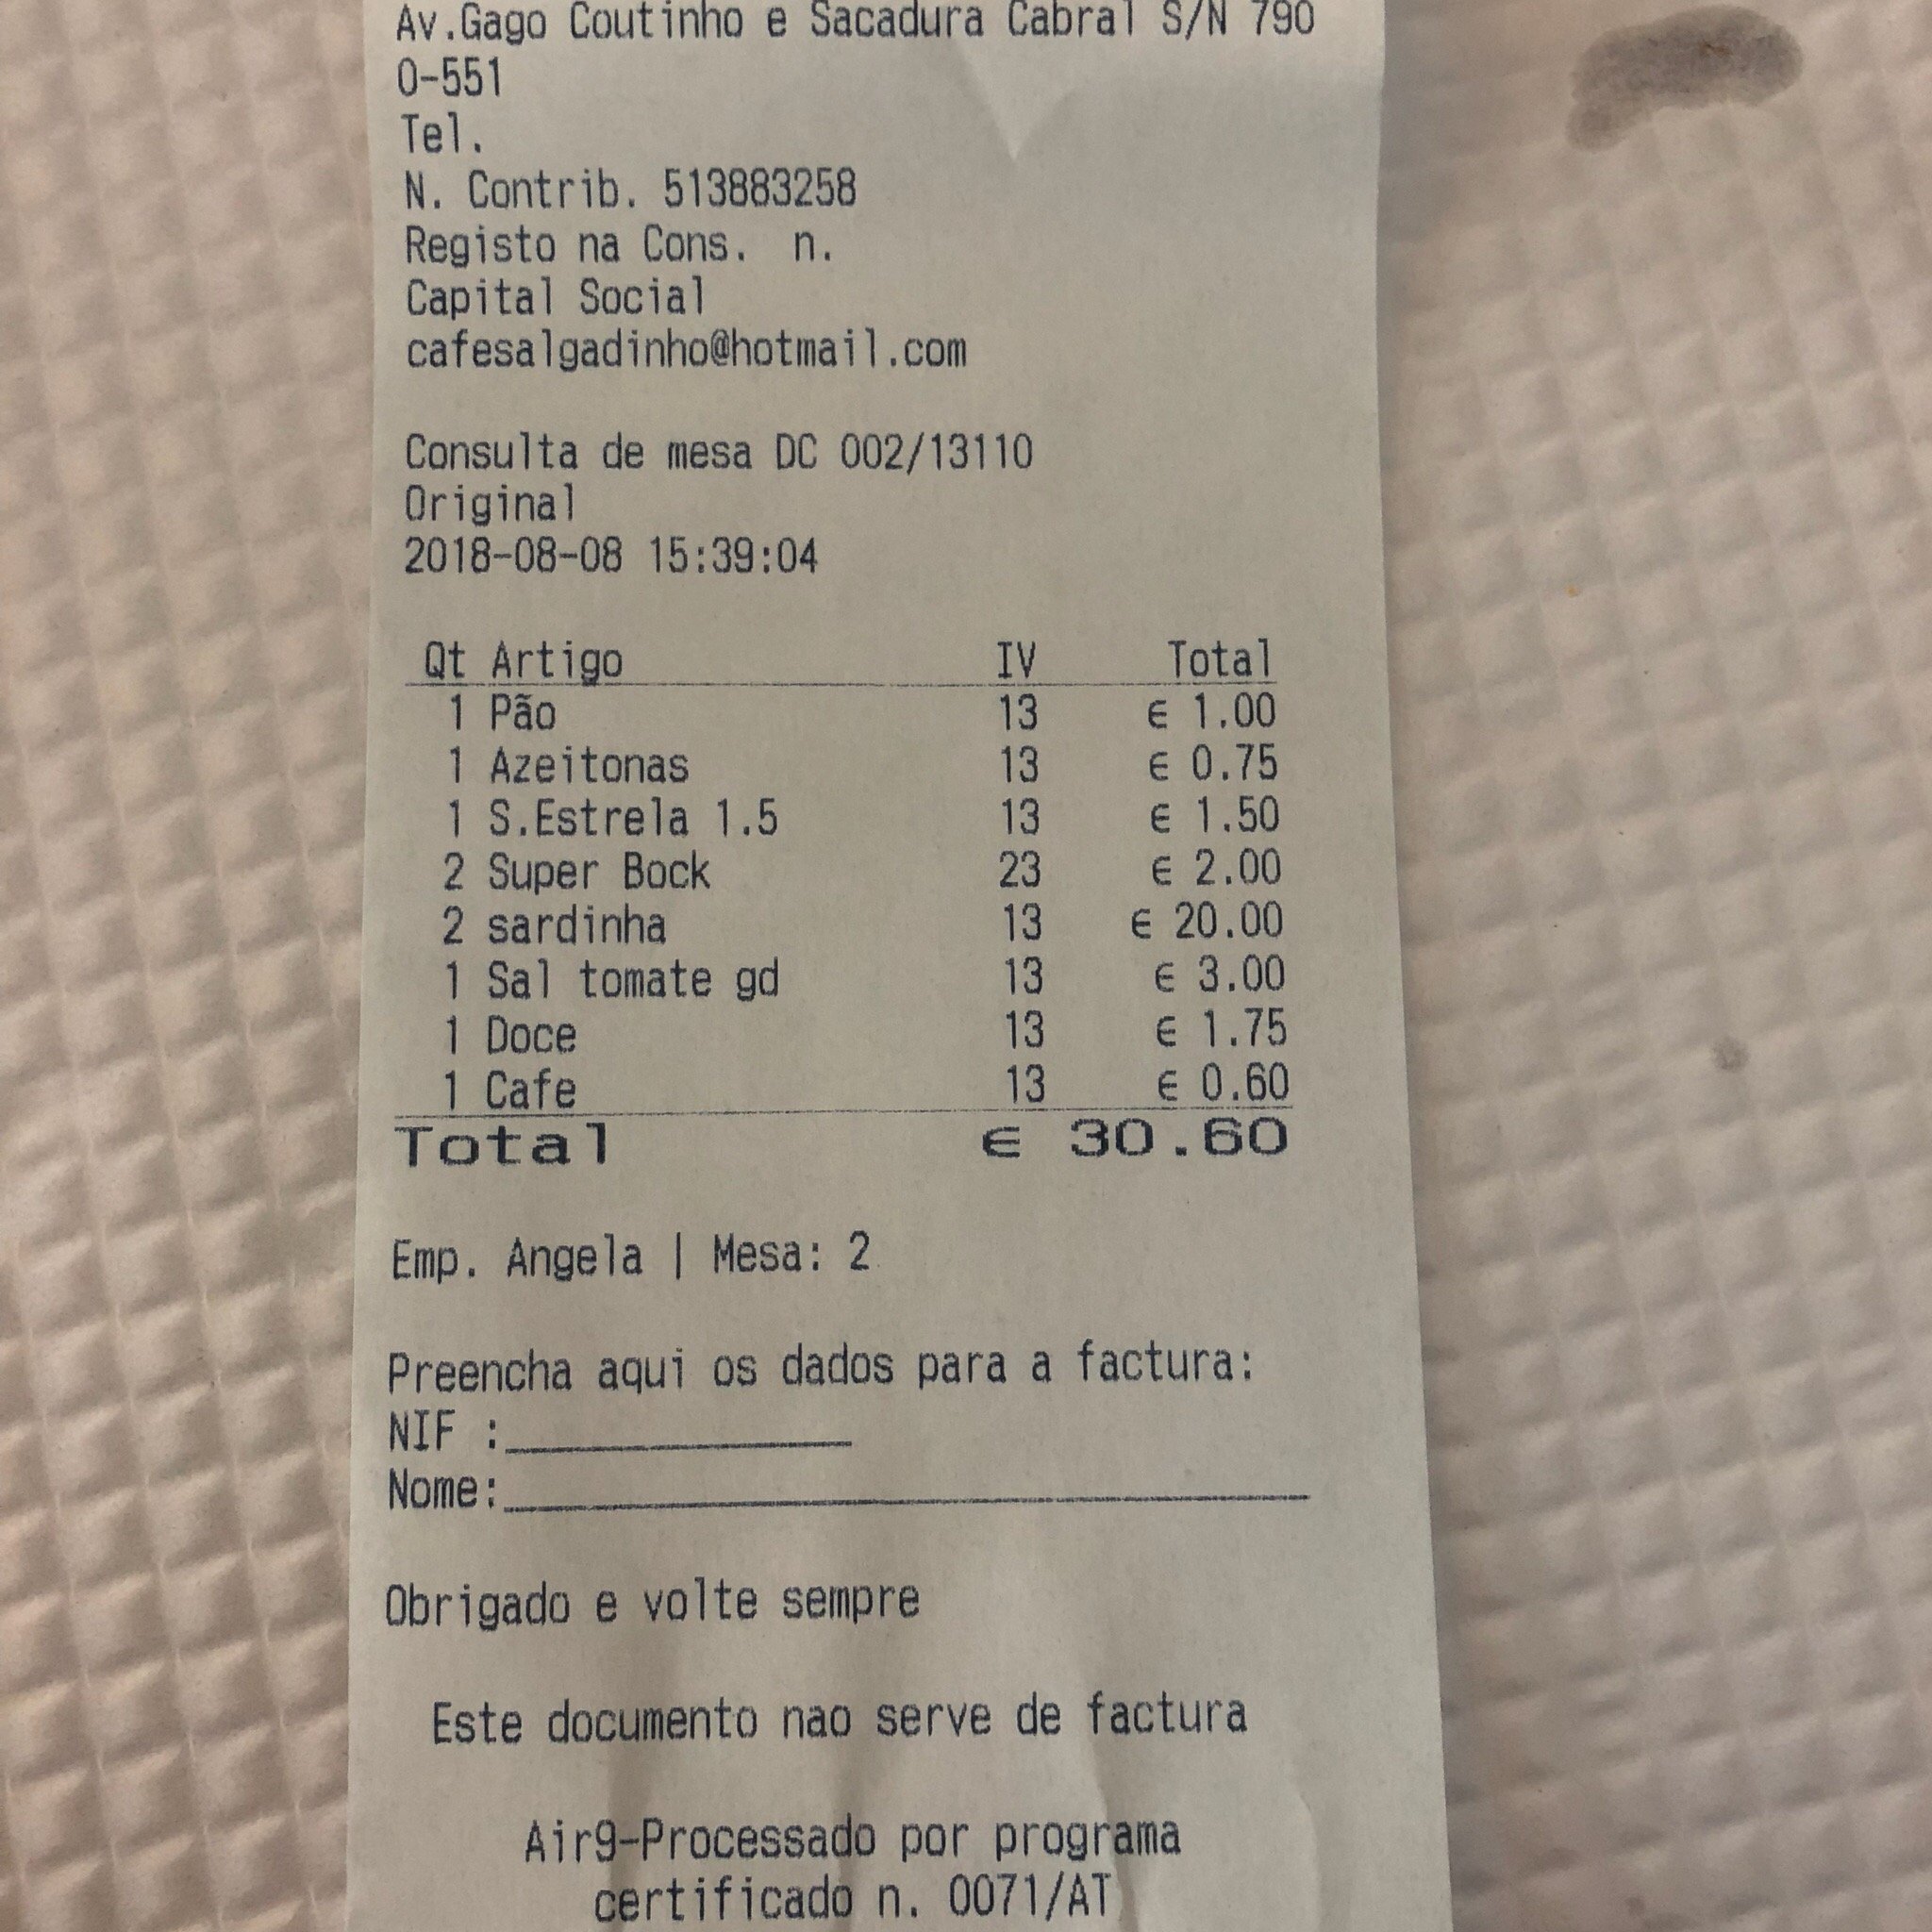 Av.Gago Coutinho e Sacadura Cabral S/N 790
0-551
Tel.
N. Contrib. 513883258
Registo na Cons. n.
Capital Social
cafesalgadinho@hotmail.com
Consulta de mesa DC 002/13110
Original
2018-08-08 15:39:04
Qt Artigo IV Total
1 Pão 13 € 1.00
1 Azeitonas 13 € 0.75
1 S.Estrela 1.5 13 € 1.50
2 Super Bock 23 € 2.00
2 sardinha 13 € 20.00
1 Sal tomate gd 13 € 3.00
1 Doce 13 € 1.75
1 Cafe 13 € 0.60
Total € 30.60
Emp. Angela | Mesa: 2
Preencha aqui os dados para a factura:
NIF :_______________
Nome:___________________________________
Obrigado e volte sempre
Este documento nao serve de factura
Air9-Processado por programa
certificado n. 0071/AT